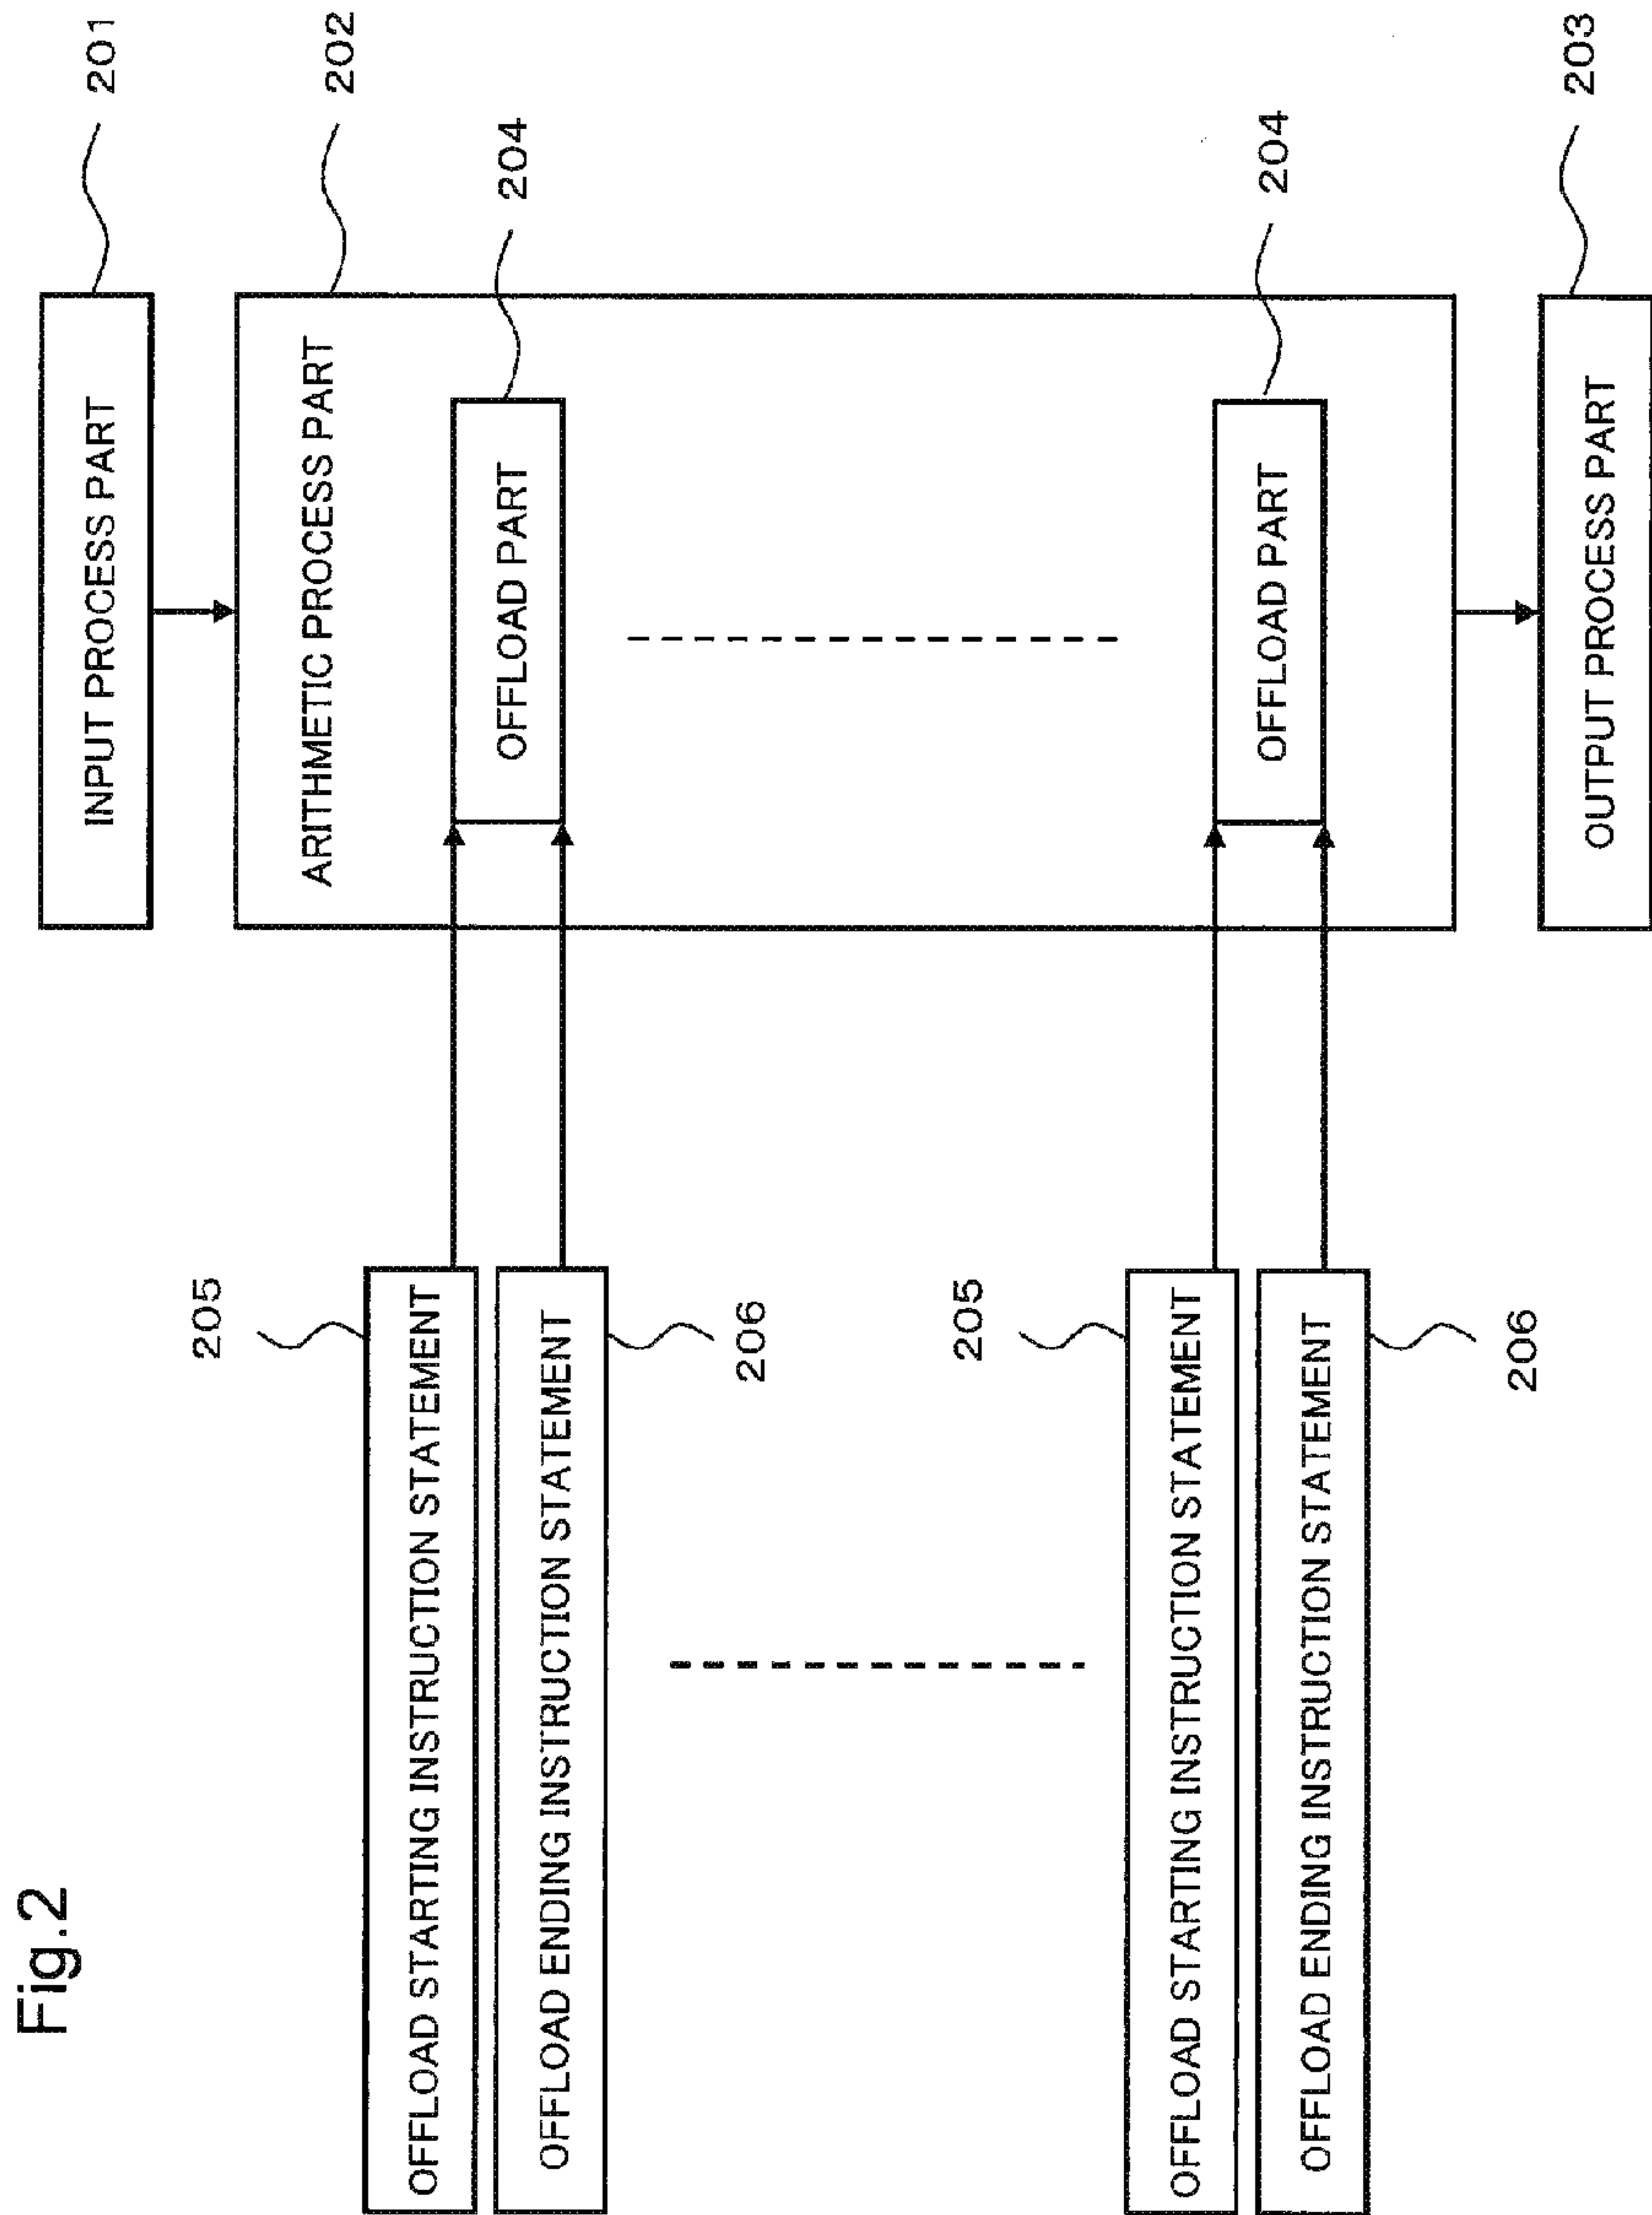 Fig.2
INPUT PROCESS PART
201
ARITHMETIC PROCESS PART
202
OFFLOAD STARTING INSTRUCTION STATEMENT
205
OFFLOAD PART
204
OFFLOAD ENDING INSTRUCTION STATEMENT
206
OFFLOAD STARTING INSTRUCTION STATEMENT
205
OFFLOAD PART
204
OFFLOAD ENDING INSTRUCTION STATEMENT
206
OUTPUT PROCESS PART
203